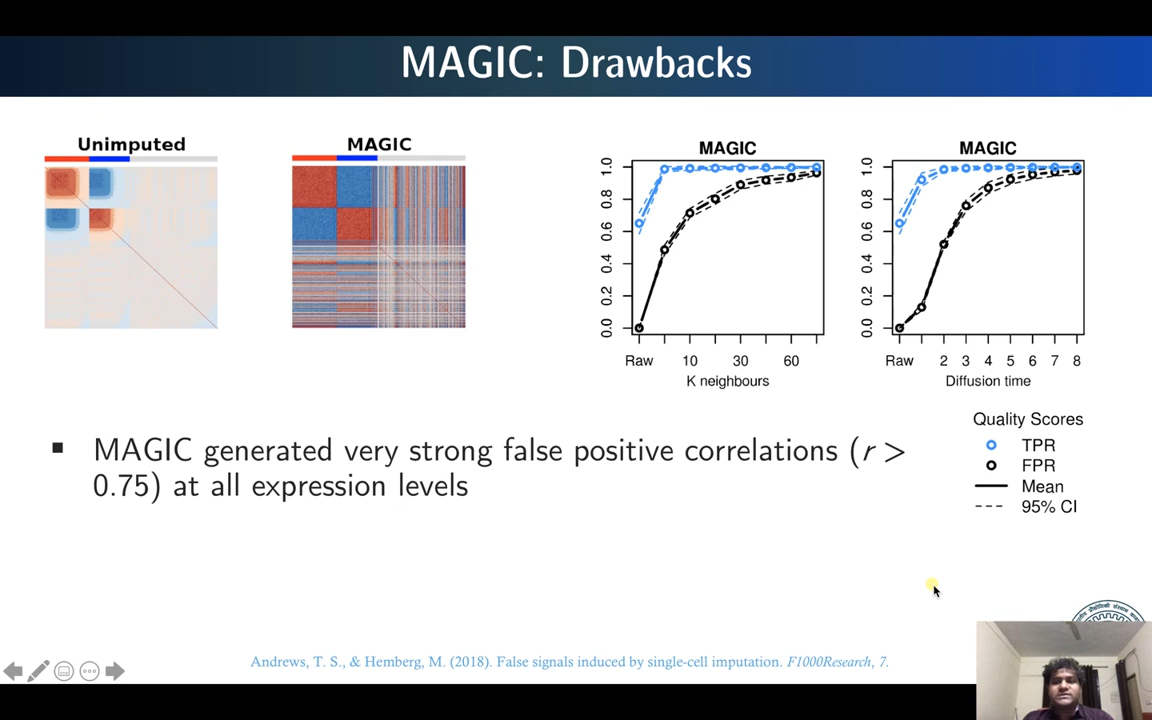 MAGIC: Drawbacks
Unimputed
MAGIC
MAGIC
0.0 0.2 0.4 0.6 0.8 1.0
Raw 10 30 60
K neighbours
MAGIC
0.0 0.2 0.4 0.6 0.8 1.0
Raw 2 3 4 5 6 7 8
Diffusion time
Quality Scores
TPR
FPR
Mean
95% CI
▪ MAGIC generated very strong false positive correlations (r >
0.75) at all expression levels
Andrews, T. S., & Hemberg, M. (2018). False signals induced by single-cell imputation. F1000Research, 7.